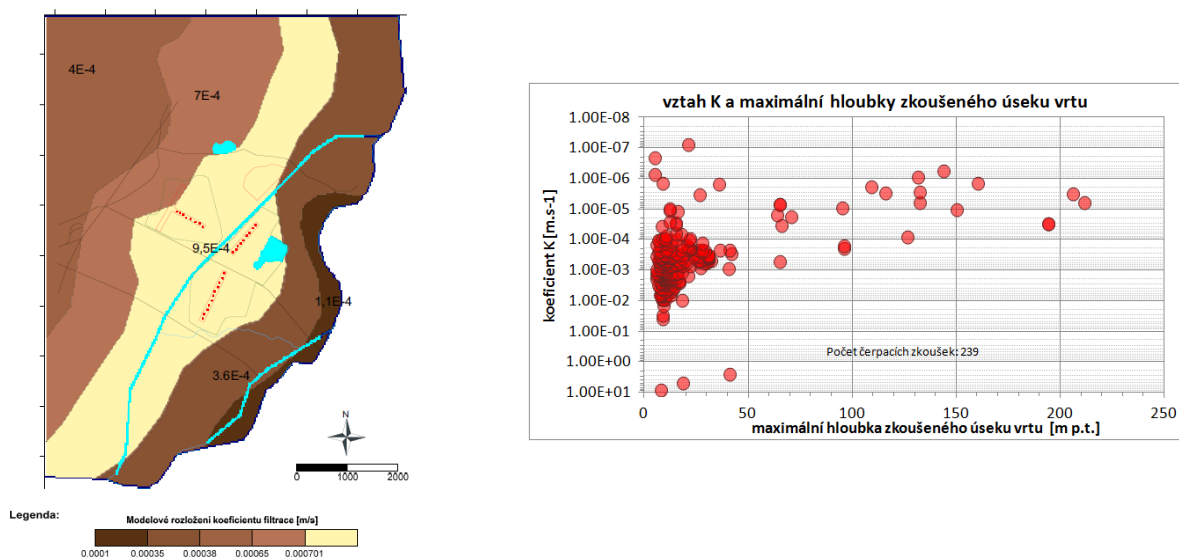 4E-4
7E-4
9,5E-4
1,1E-4
3.6E-4
N
0 1000 2000
Legenda:
Modelové rozložení koeficientu filtrace [m/s]
0.0001 0.00035 0.00038 0.00065 0.000701
vztah K a maximální hloubky zkoušeného úseku vrtu
koeficient K [m.s-1]
1.00E-08
1.00E-07
1.00E-06
1.00E-05
1.00E-04
1.00E-03
1.00E-02
1.00E-01
1.00E+00
1.00E+01
Počet čerpacích zkoušek: 239
0 50 100 150 200 250
maximální hloubka zkoušeného úseku vrtu [m p.t.]